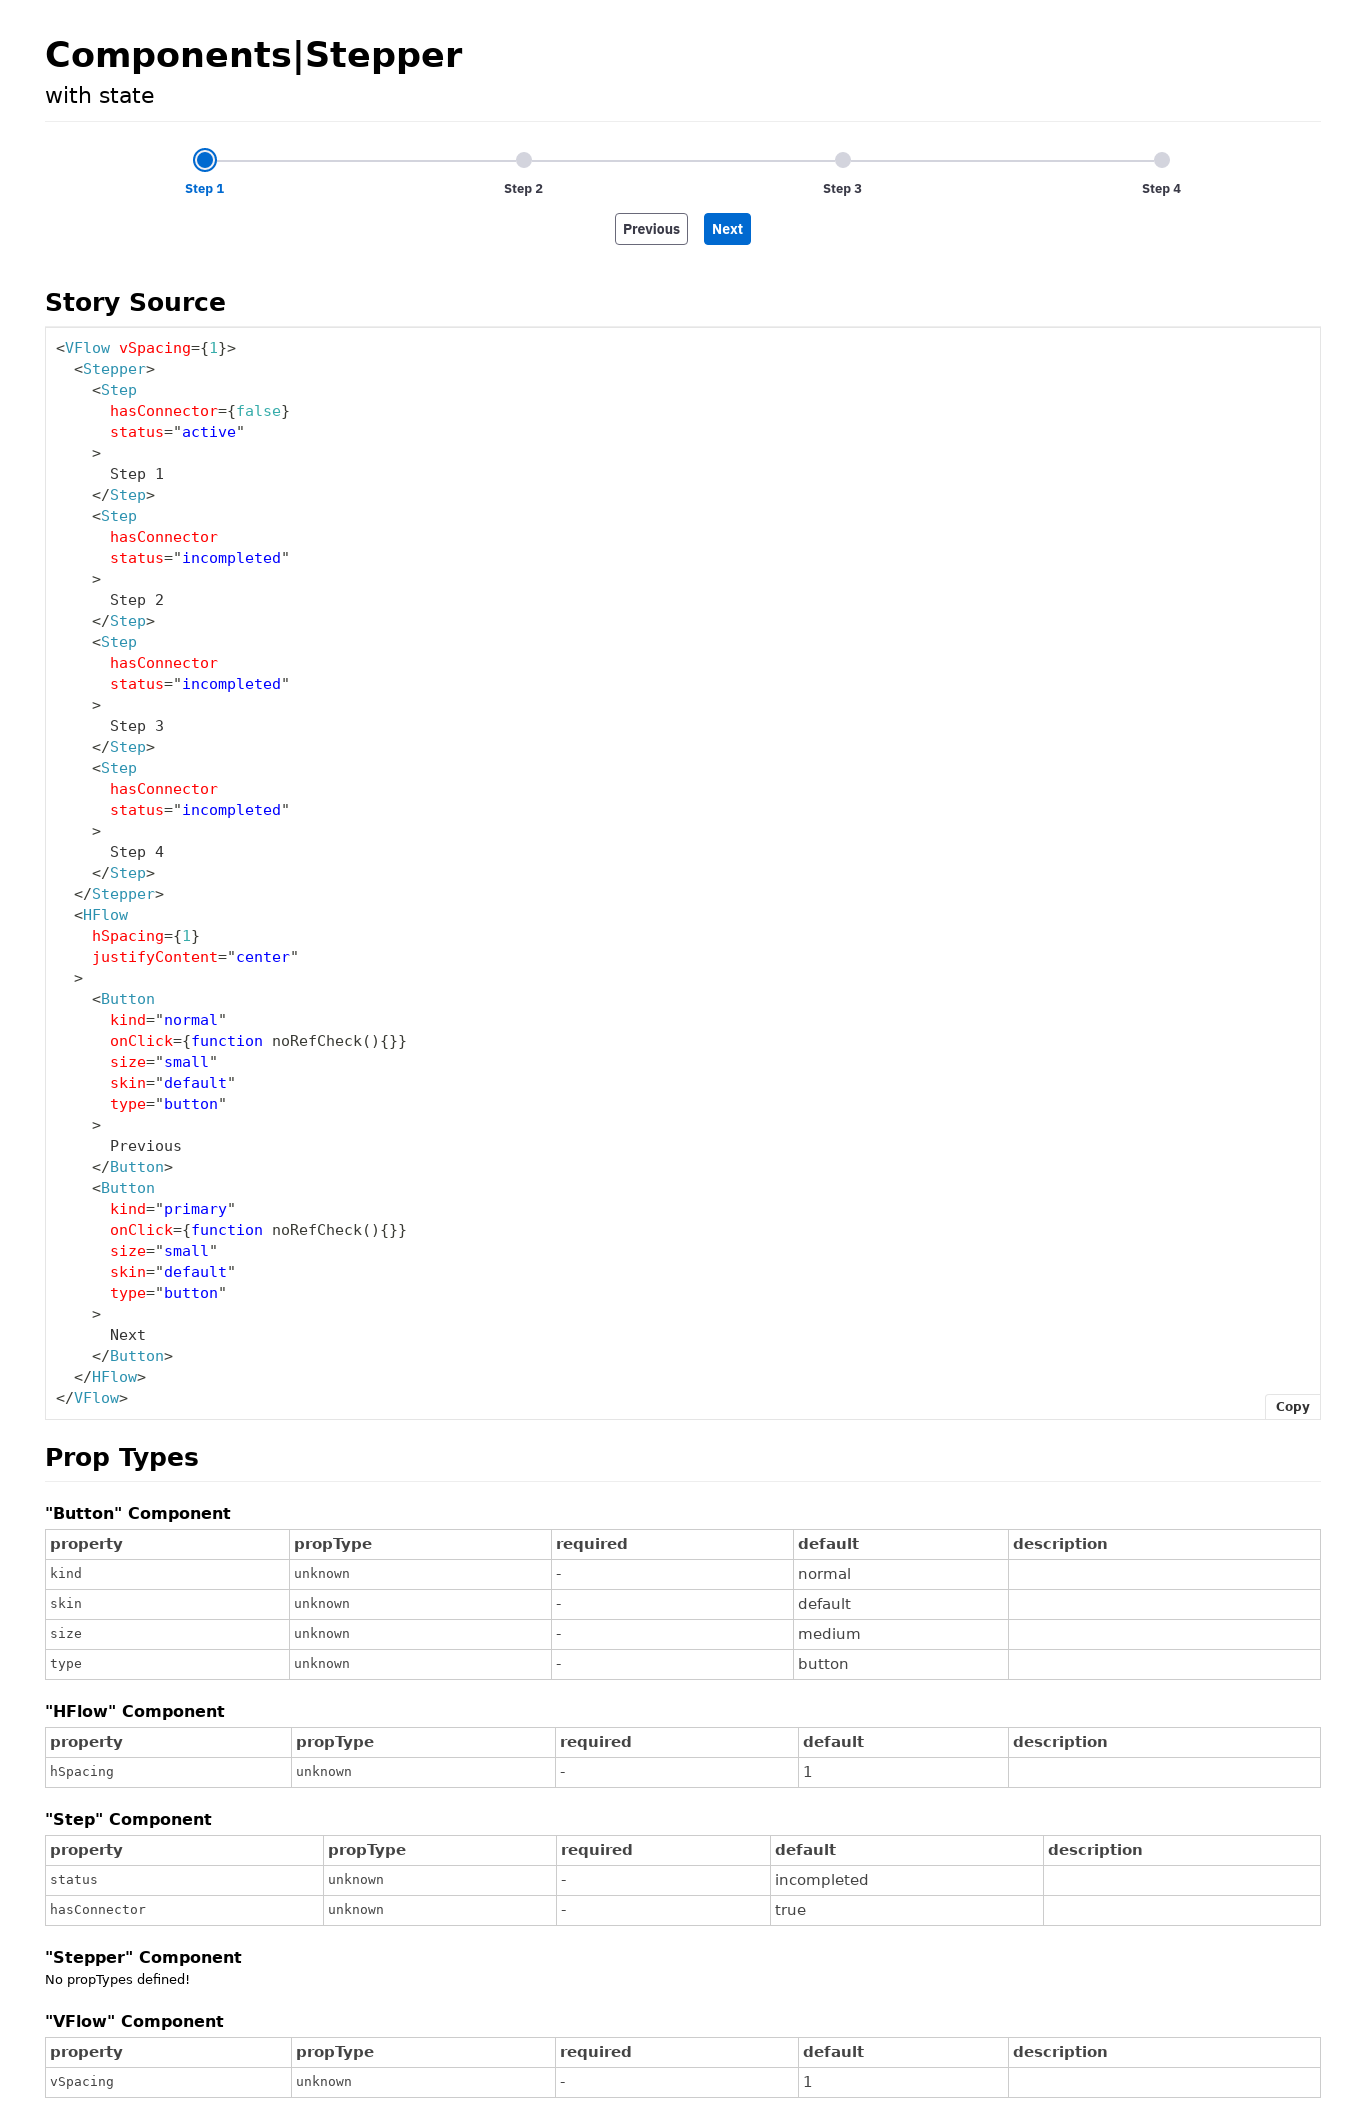 Components|Stepper
with state
Step 1 Step 2 Step 3 Step 4
Previous Next
Story Source
<VFlow vSpacing={1}>
  <Stepper>
    <Step
      hasConnector={false}
      status="active"
    >
      Step 1
    </Step>
    <Step
      hasConnector
      status="incompleted"
    >
      Step 2
    </Step>
    <Step
      hasConnector
      status="incompleted"
    >
      Step 3
    </Step>
    <Step
      hasConnector
      status="incompleted"
    >
      Step 4
    </Step>
  </Stepper>
  <HFlow
    hSpacing={1}
    justifyContent="center"
  >
    <Button
      kind="normal"
      onClick={function noRefCheck(){}}
      size="small"
      skin="default"
      type="button"
    >
      Previous
    </Button>
    <Button
      kind="primary"
      onClick={function noRefCheck(){}}
      size="small"
      skin="default"
      type="button"
    >
      Next
    </Button>
  </HFlow>
</VFlow>
Copy
Prop Types
"Button" Component
property propType required default description
kind unknown - normal
skin unknown - default
size unknown - medium
type unknown - button
"HFlow" Component
property propType required default description
hSpacing unknown - 1
"Step" Component
property propType required default description
status unknown - incompleted
hasConnector unknown - true
"Stepper" Component
No propTypes defined!
"VFlow" Component
property propType required default description
vSpacing unknown - 1